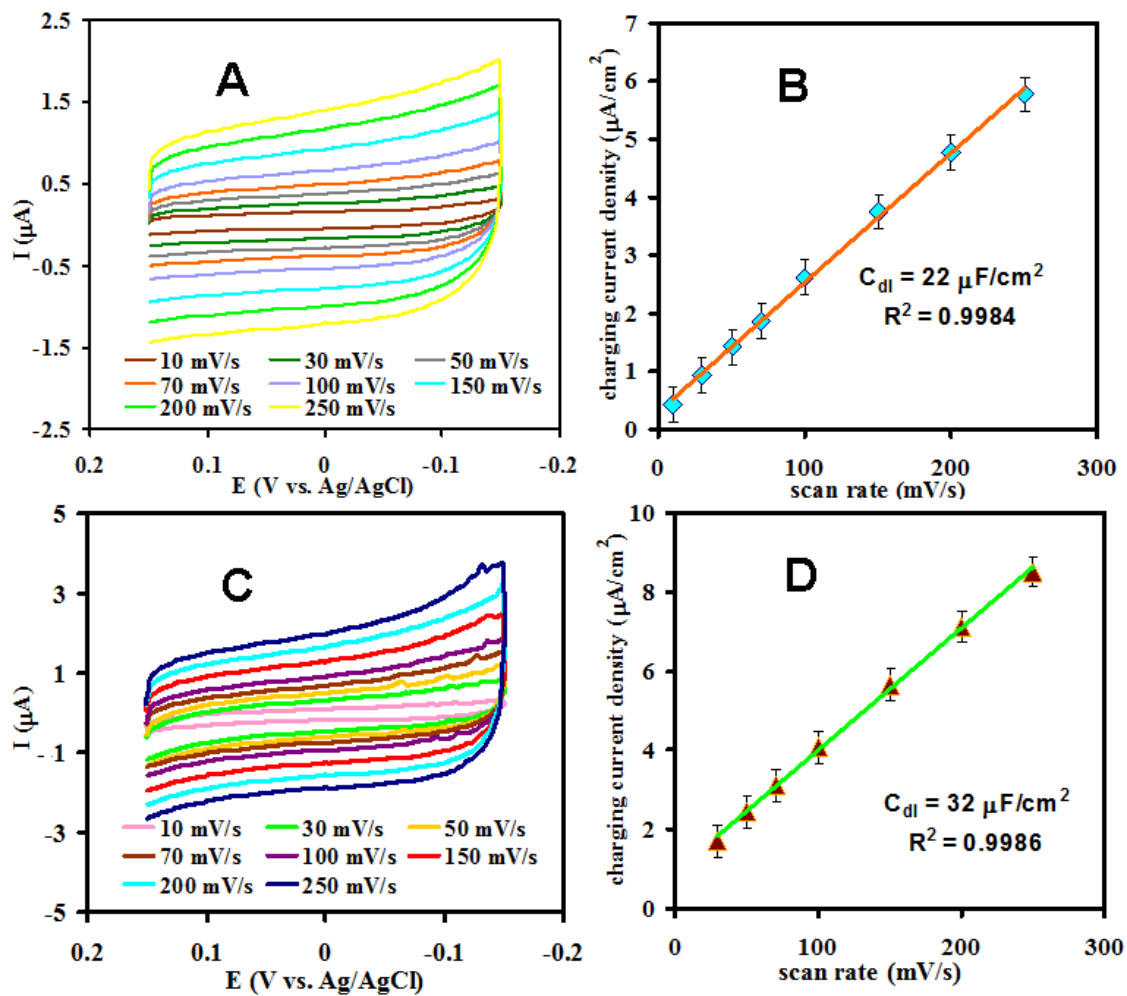 A
I (µA)
2.5
1.5
0.5
-0.5
-1.5
-2.5
10 mV/s 30 mV/s 50 mV/s
70 mV/s 100 mV/s 150 mV/s
200 mV/s 250 mV/s
0.2 0.1 0 -0.1 -0.2
E (V vs. Ag/AgCl)
B
charging current density (µA/cm²)
7
6
5
4
3
2
1
0
C_dl = 22 µF/cm²
R² = 0.9984
0 100 200 300
scan rate (mV/s)
C
I (µA)
5
3
1
-1
-3
-5
10 mV/s 30 mV/s 50 mV/s
70 mV/s 100 mV/s 150 mV/s
200 mV/s 250 mV/s
0.2 0.1 0 -0.1 -0.2
E (V vs. Ag/AgCl)
D
charging current density (µA/cm²)
10
8
6
4
2
0
C_dl = 32 µF/cm²
R² = 0.9986
0 100 200 300
scan rate (mV/s)